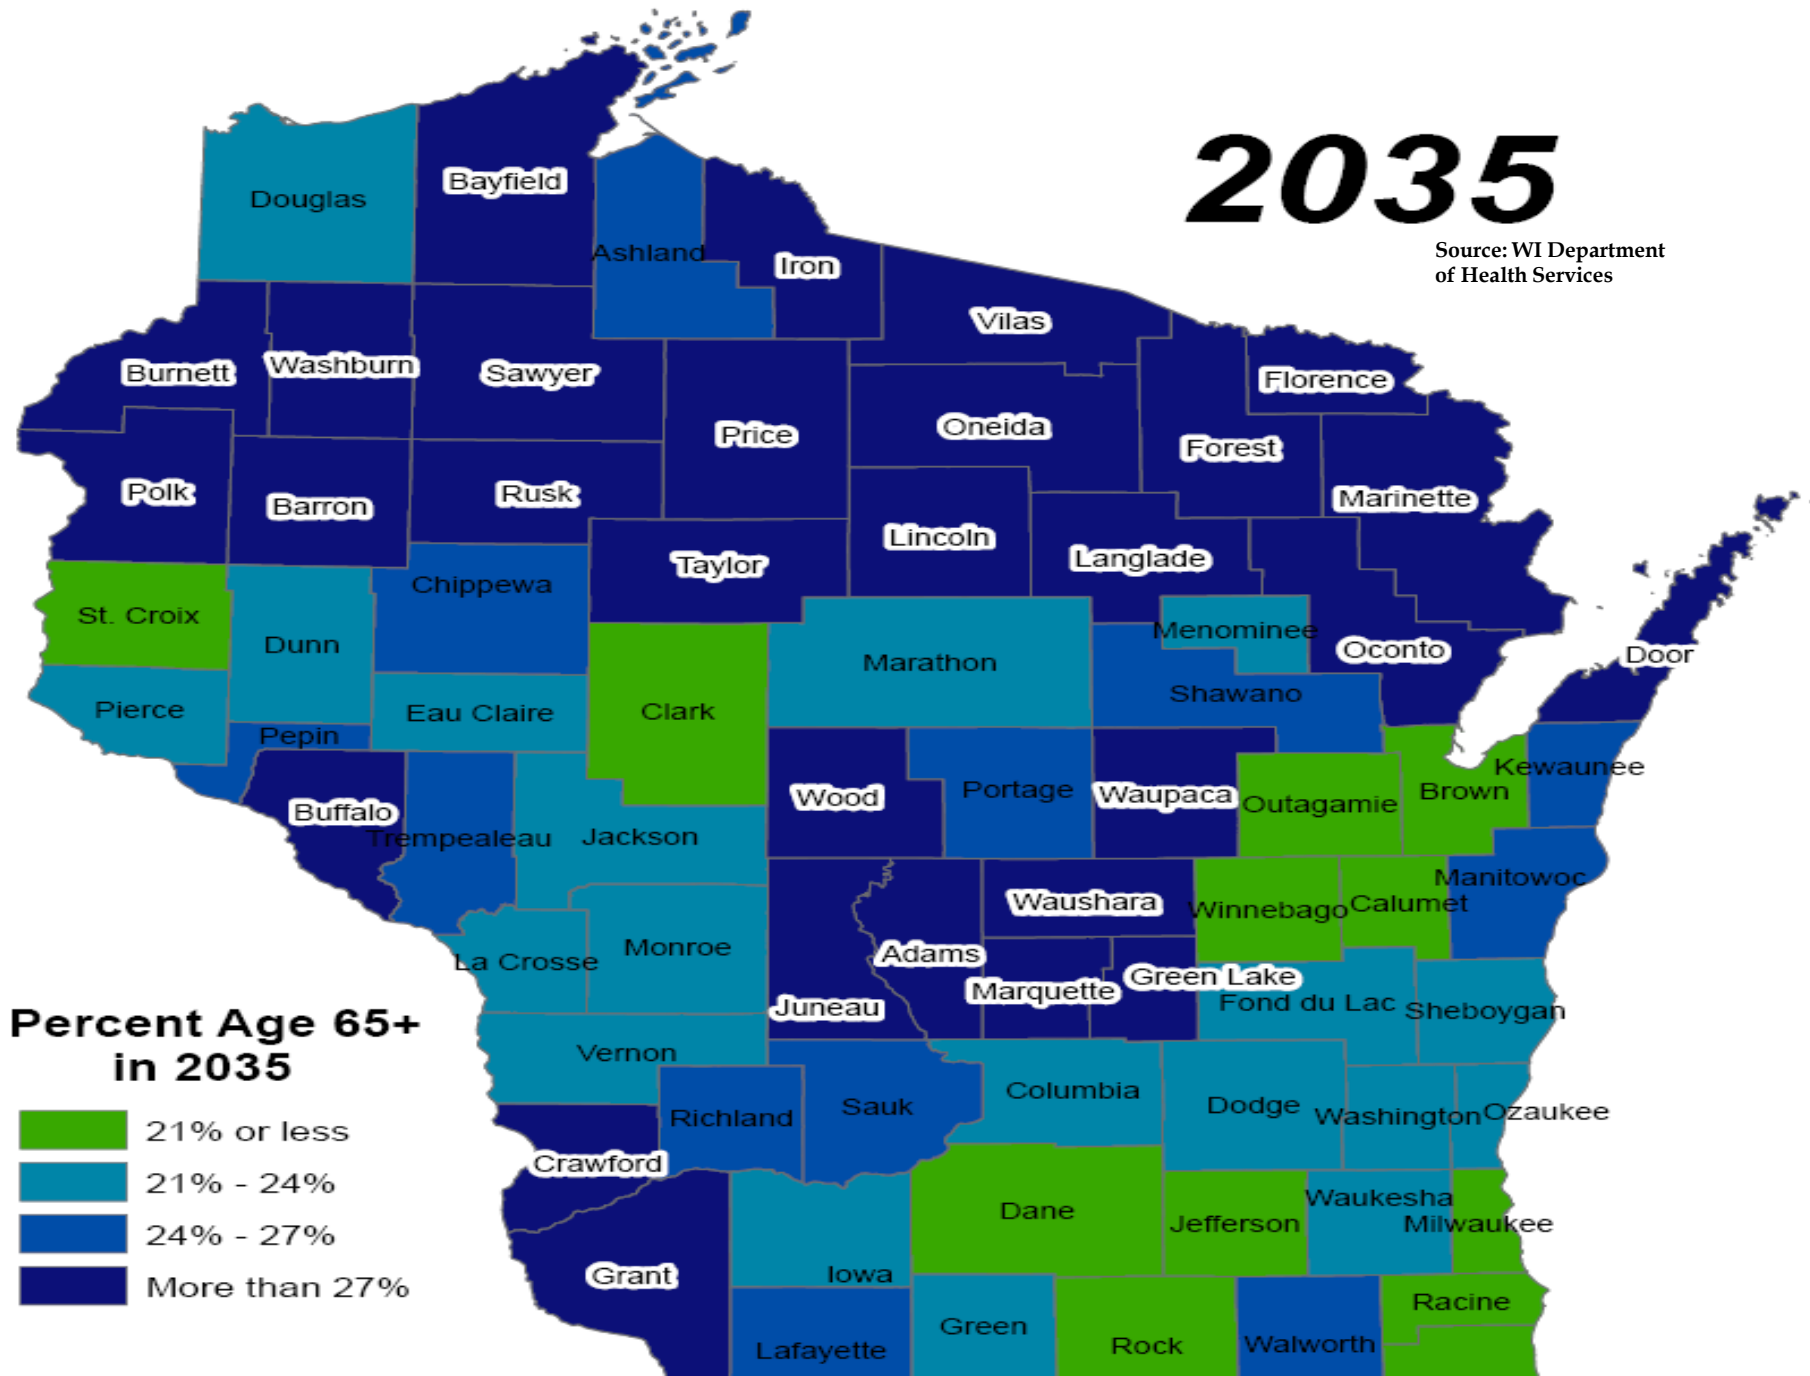 2035
Source: WI Department
of Health Services
Douglas
Bayfield
Ashland
Iron
Vilas
Burnett
Washburn
Sawyer
Price
Oneida
Florence
Forest
Marinette
Polk
Barron
Rusk
Lincoln
Taylor
Langlade
Chippewa
St. Croix
Dunn
Marathon
Menominee
Oconto
Door
Shawano
Pierce
Eau Claire
Clark
Pepin
Kewaunee
Buffalo
Wood
Portage
Waupaca
Outagamie
Brown
Trempealeau
Jackson
Manitowoc
Waushara
Winnebago
Calumet
Monroe
La Crosse
Adams
Green Lake
Marquette
Juneau
Fond du Lac
Sheboygan
Vernon
Columbia
Dodge
Washington
Ozaukee
Sauk
Richland
Crawford
Dane
Jefferson
Waukesha
Milwaukee
Grant
Iowa
Racine
Green
Lafayette
Rock
Walworth
Percent Age 65+
in 2035
21% or less
21% - 24%
24% - 27%
More than 27%